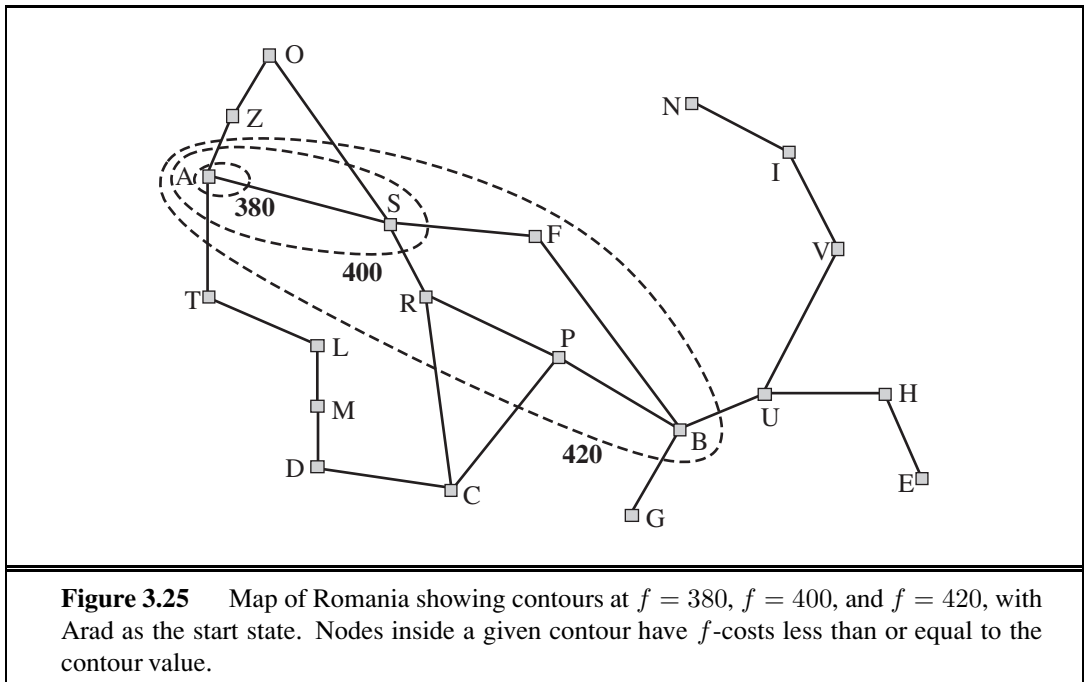 O
N
Z
I
A
380
S
F
V
400
T
R
P
L
H
M
U
B
420
D
E
C
G
Figure 3.25 Map of Romania showing contours at f = 380, f = 400, and f = 420, with
Arad as the start state. Nodes inside a given contour have f-costs less than or equal to the
contour value.